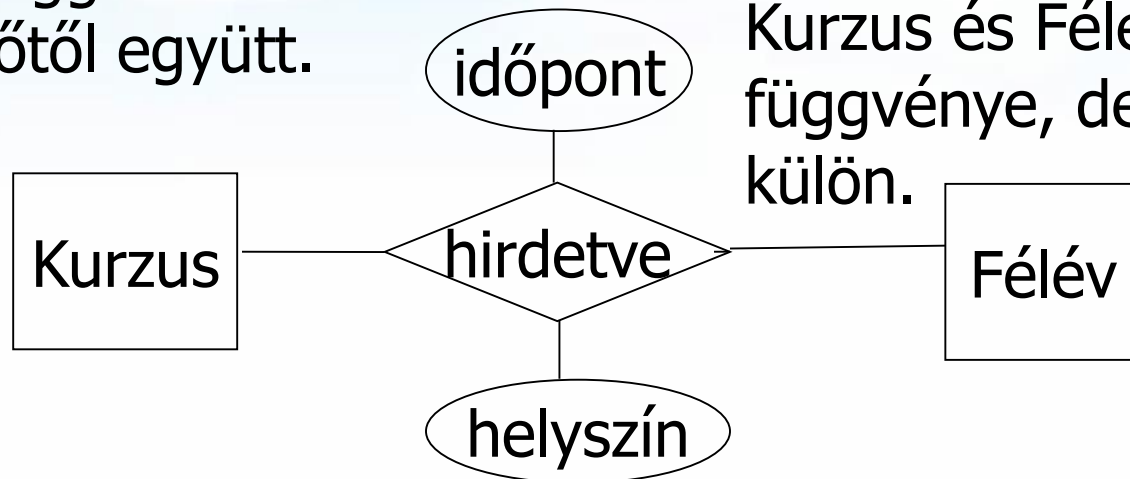 őtől együtt.
Kurzus és Féle
függvénye, de
külön.
időpont
Kurzus
hirdetve
Félév
helyszín